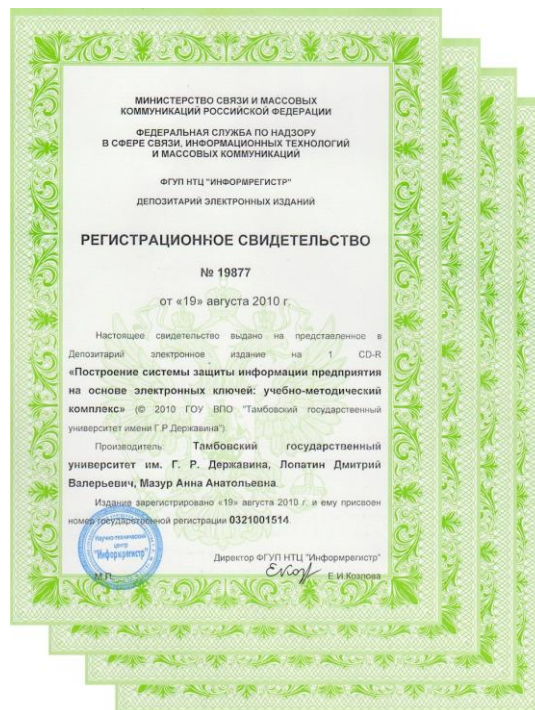 МИНИСТЕРСТВО СВЯЗИ И МАССОВЫХ
КОММУНИКАЦИЙ РОССИЙСКОЙ ФЕДЕРАЦИИ
ФЕДЕРАЛЬНАЯ СЛУЖБА ПО НАДЗОРУ
В СФЕРЕ СВЯЗИ, ИНФОРМАЦИОННЫХ ТЕХНОЛОГИЙ
И МАССОВЫХ КОММУНИКАЦИЙ
ФГУП НТЦ "ИНФОРМРЕГИСТР"
ДЕПОЗИТАРИЙ ЭЛЕКТРОННЫХ ИЗДАНИЙ
РЕГИСТРАЦИОННОЕ СВИДЕТЕЛЬСТВО
№ 19877
от «19» августа 2010 г.
Настоящее свидетельство выдано на представленное в
Депозитарий электронное издание на 1 CD-R
«Построение системы защиты информации предприятия
на основе электронных ключей: учебно-методический
комплекс» (© 2010 ГОУ ВПО "Тамбовский государственный
университет имени Г.Р.Державина").
Производитель: Тамбовский государственный
университет им. Г. Р. Державина, Лопатин Дмитрий
Валерьевич, Мазур Анна Анатольевна.
Издание зарегистрировано «19» августа 2010 г. и ему присвоен
номер государственной регистрации 0321001514.
Научно-технический
центр
"Информрегистр"
Директор ФГУП НТЦ "Информрегистр"
М.П.
Е.И.Козлова